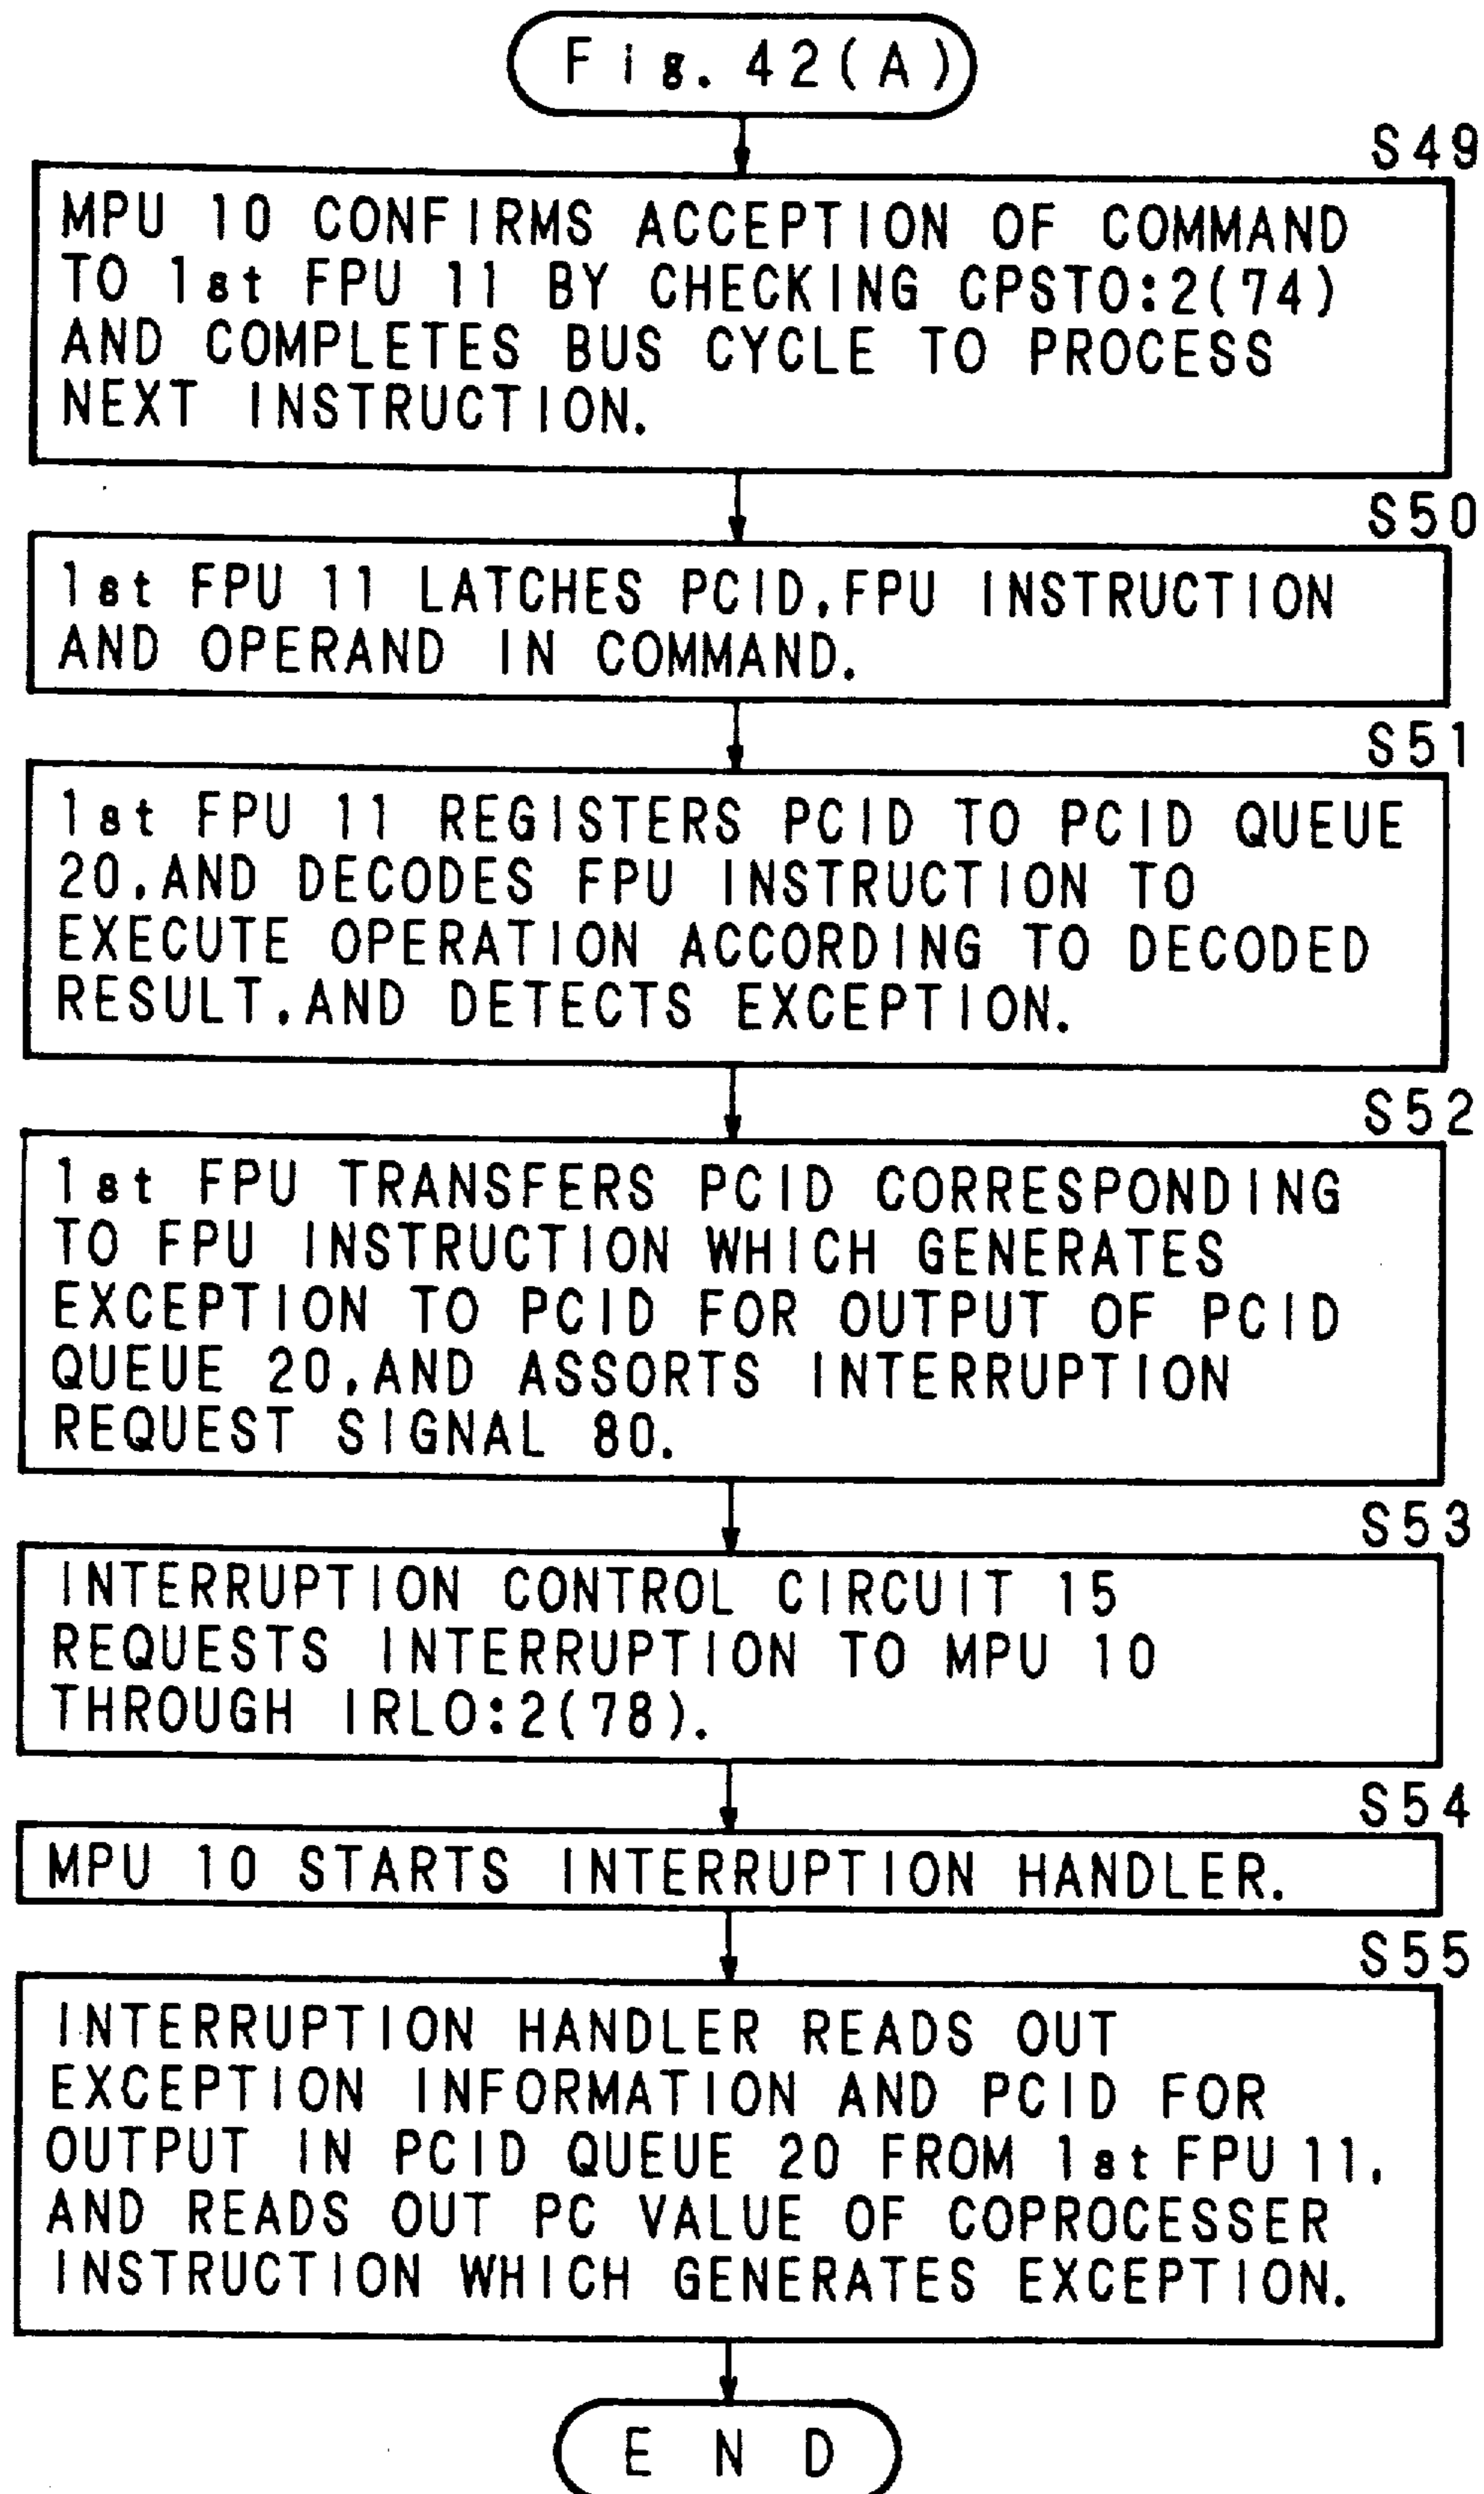 Fig. 42(A)
S49
MPU 10 CONFIRMS ACCEPTION OF COMMAND
TO 1st FPU 11 BY CHECKING CPST0:2(74)
AND COMPLETES BUS CYCLE TO PROCESS
NEXT INSTRUCTION.
S50
1st FPU 11 LATCHES PCID,FPU INSTRUCTION
AND OPERAND IN COMMAND.
S51
1st FPU 11 REGISTERS PCID TO PCID QUEUE
20,AND DECODES FPU INSTRUCTION TO
EXECUTE OPERATION ACCORDING TO DECODED
RESULT,AND DETECTS EXCEPTION.
S52
1st FPU TRANSFERS PCID CORRESPONDING
TO FPU INSTRUCTION WHICH GENERATES
EXCEPTION TO PCID FOR OUTPUT OF PCID
QUEUE 20,AND ASSORTS INTERRUPTION
REQUEST SIGNAL 80.
S53
INTERRUPTION CONTROL CIRCUIT 15
REQUESTS INTERRUPTION TO MPU 10
THROUGH IRL0:2(78).
S54
MPU 10 STARTS INTERRUPTION HANDLER.
S55
INTERRUPTION HANDLER READS OUT
EXCEPTION INFORMATION AND PCID FOR
OUTPUT IN PCID QUEUE 20 FROM 1st FPU 11,
AND READS OUT PC VALUE OF COPROCESSER
INSTRUCTION WHICH GENERATES EXCEPTION.
END